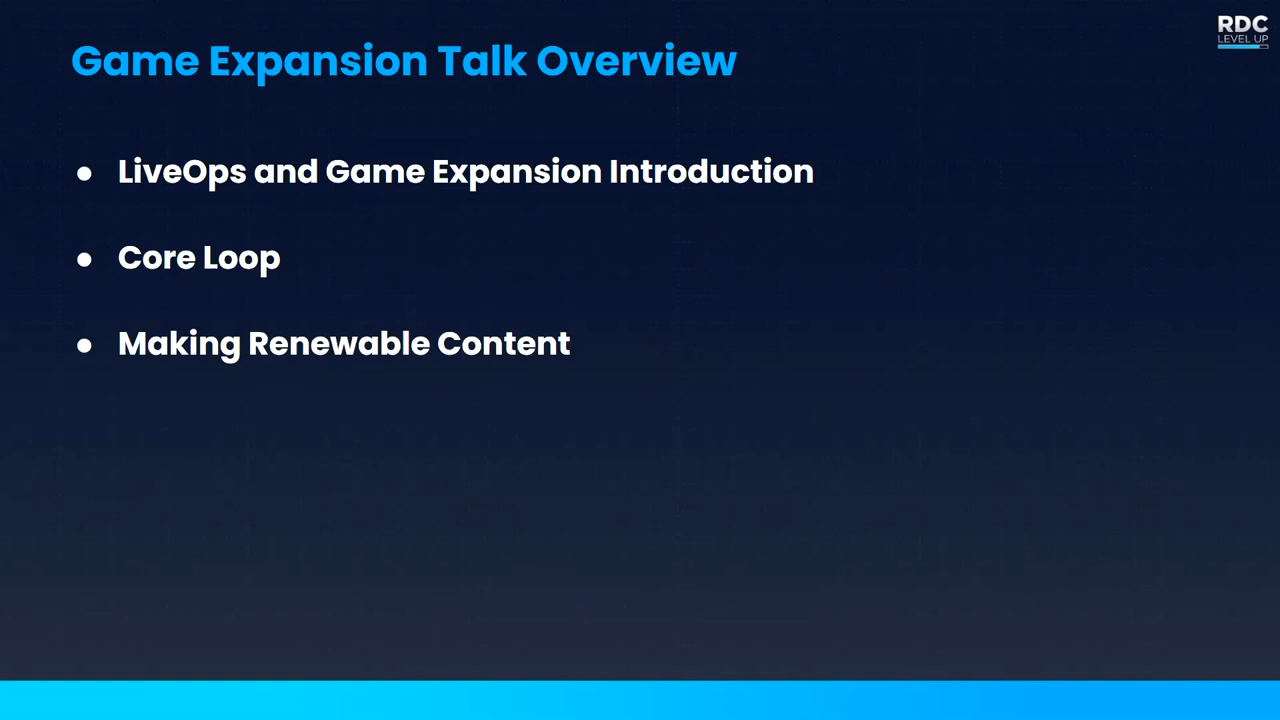 RDC
LEVEL UP
Game Expansion Talk Overview
● LiveOps and Game Expansion Introduction
● Core Loop
● Making Renewable Content